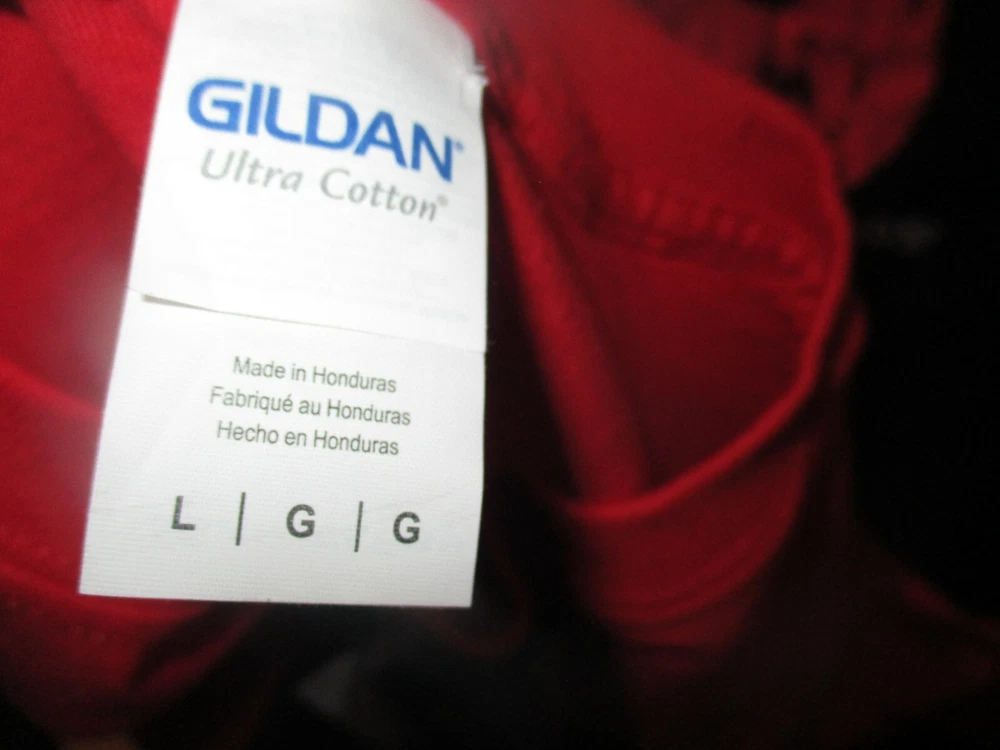 GILDAN®
Ultra Cotton®
Made in Honduras
Fabriqué au Honduras
Hecho en Honduras
L | G | G